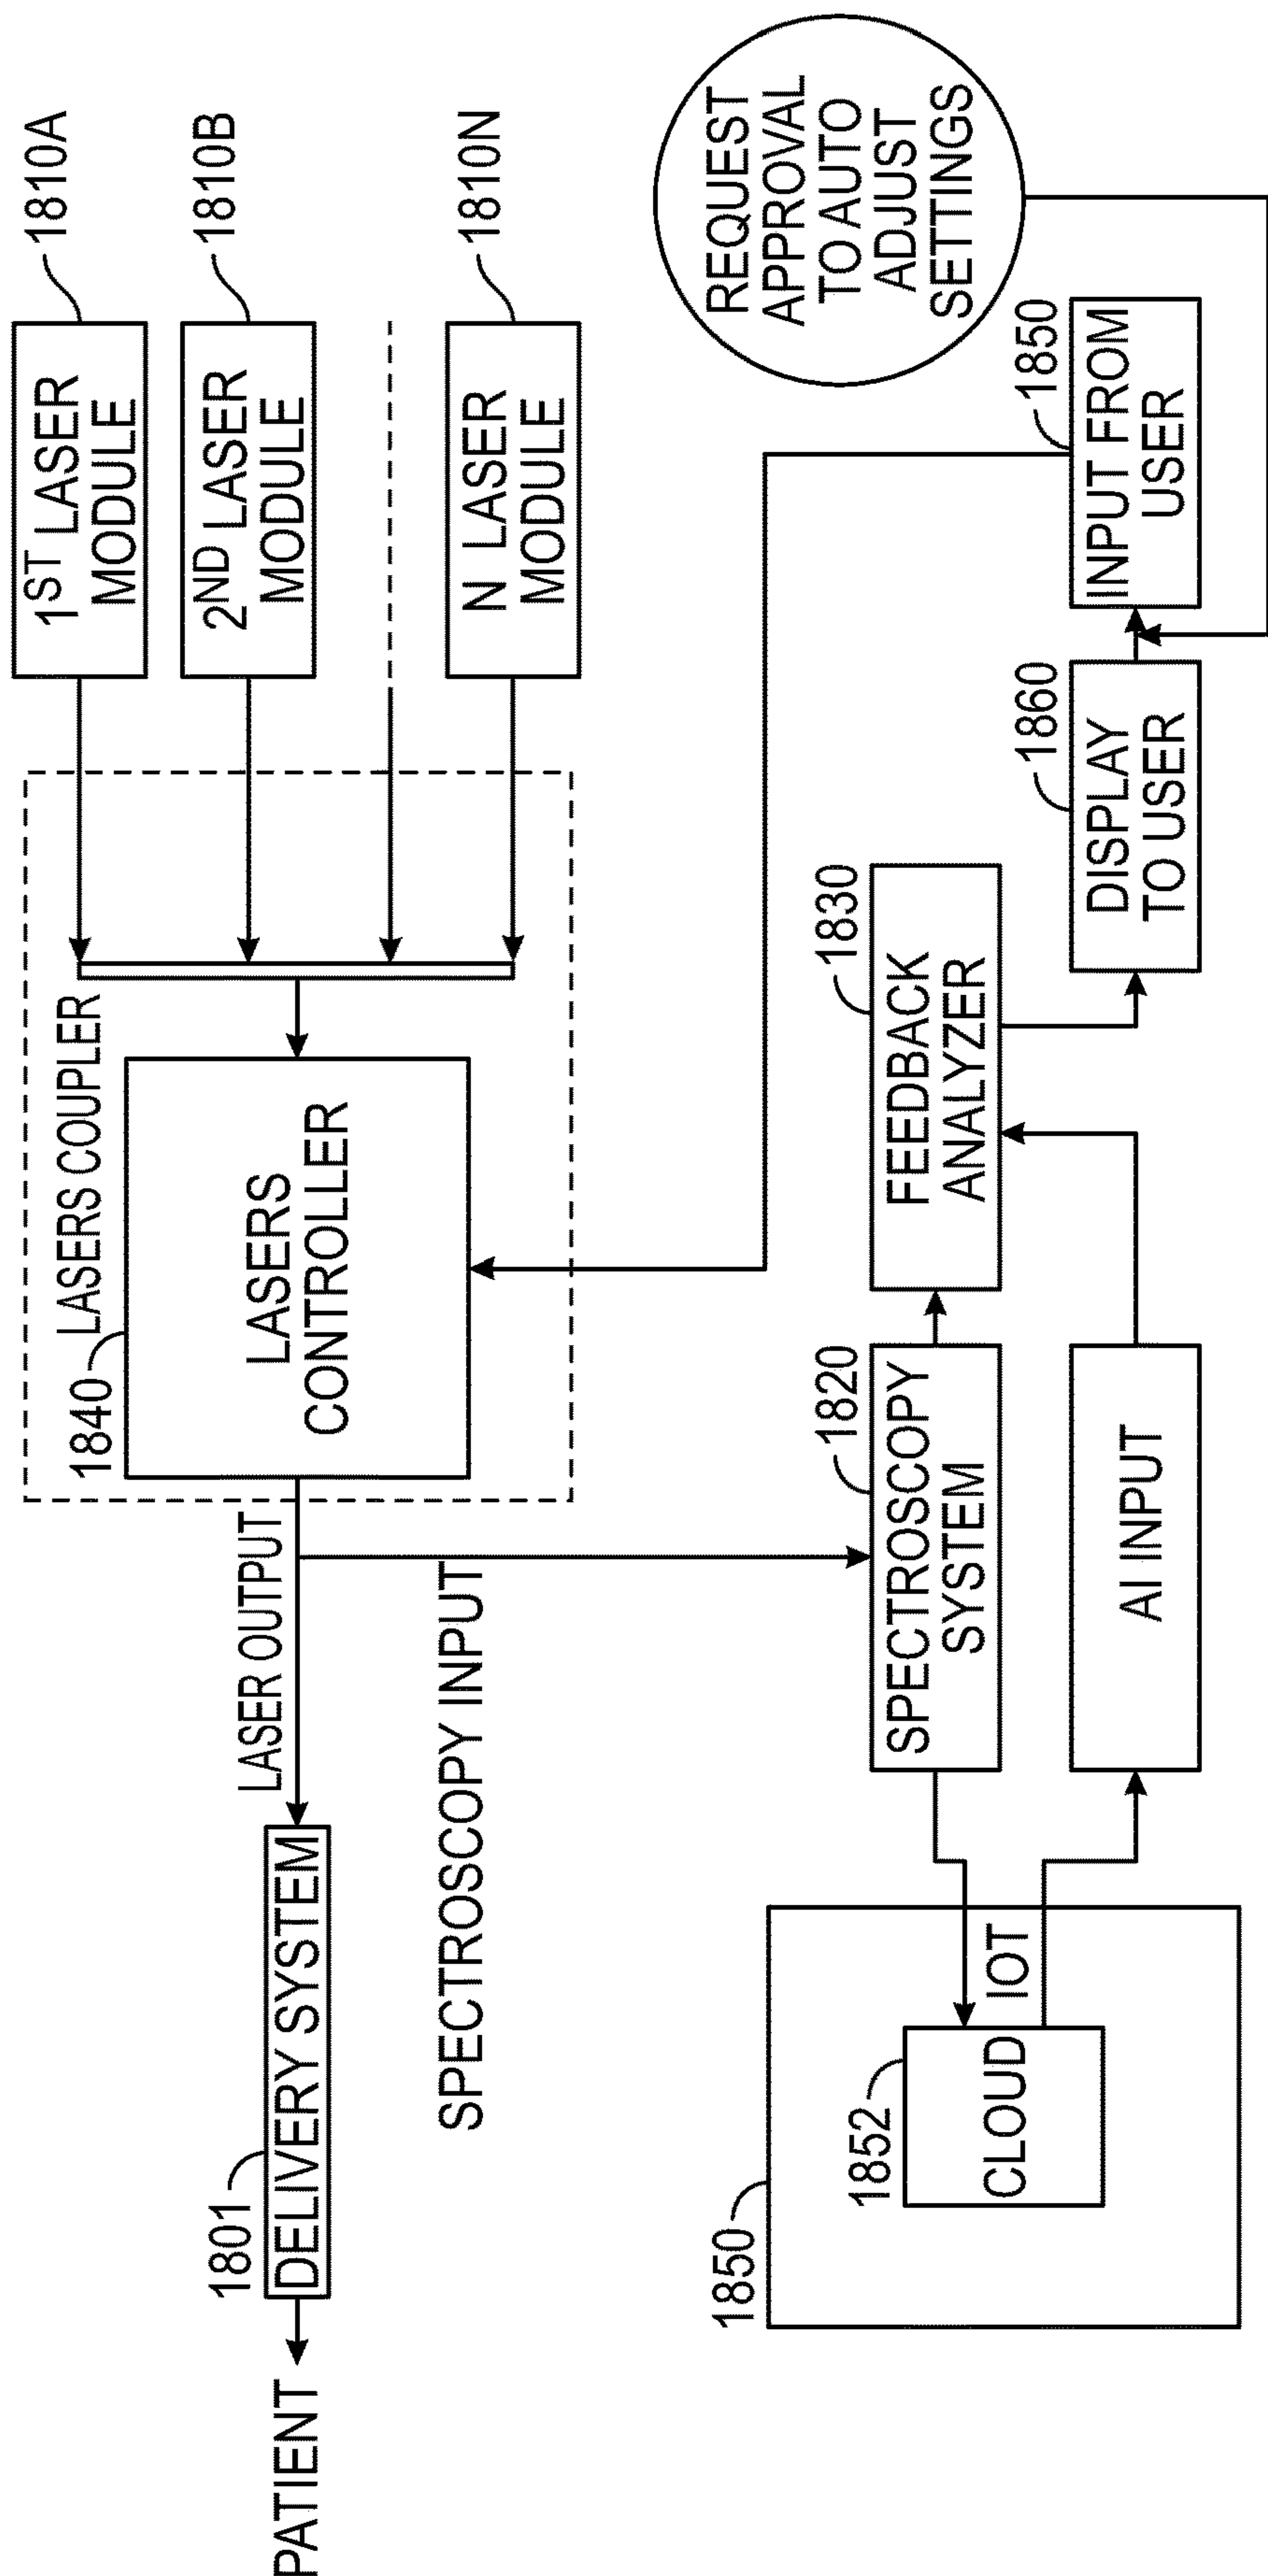 1810A
1ST LASER
MODULE
1810B
2ND LASER
MODULE
1810N
N LASER
MODULE
LASERS COUPLER
1840
LASERS
CONTROLLER
LASER OUTPUT
SPECTROSCOPY INPUT
1801
DELIVERY SYSTEM
PATIENT
REQUEST
APPROVAL
TO AUTO
ADJUST
SETTINGS
1850
INPUT FROM
USER
1860
DISPLAY
TO USER
1830
FEEDBACK
ANALYZER
1820
SPECTROSCOPY
SYSTEM
AI INPUT
1850
1852
CLOUD
IOT